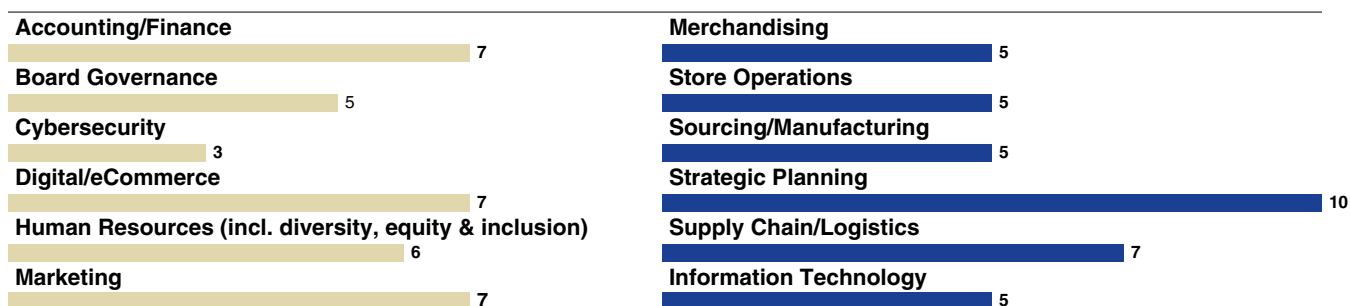 Accounting/Finance
7
Board Governance
5
Cybersecurity
3
Digital/eCommerce
7
Human Resources (incl. diversity, equity & inclusion)
6
Marketing
7
Merchandising
5
Store Operations
5
Sourcing/Manufacturing
5
Strategic Planning
10
Supply Chain/Logistics
7
Information Technology
5